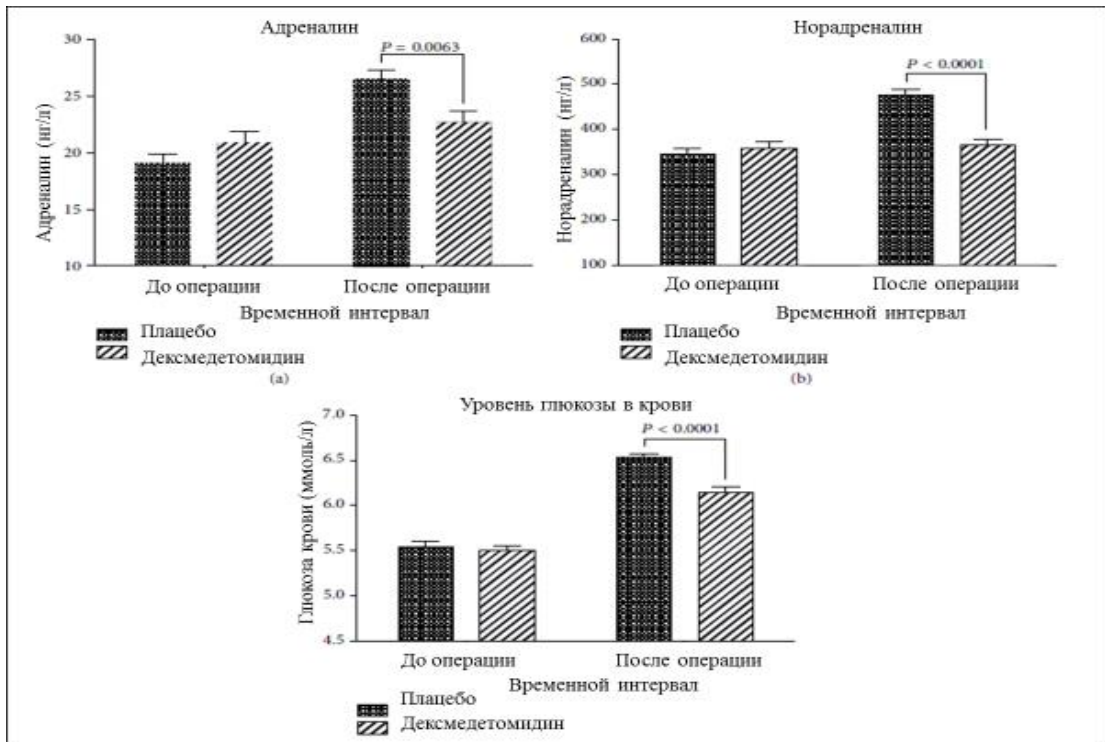 Адреналин
30
25
20
15
10
Адреналин (нг/л)
P = 0.0063
До операции
После операции
Временной интервал
Плацебо
Дексмедетомидин
(a)
Норадреналин
600
500
400
300
200
100
Норадреналин (нг/л)
P < 0.0001
До операции
После операции
Временной интервал
Плацебо
Дексмедетомидин
(b)
Уровень глюкозы в крови
7.0
6.5
6.0
5.5
5.0
4.5
Глюкоза крови (ммоль/л)
P < 0.0001
До операции
После операции
Временной интервал
Плацебо
Дексмедетомидин